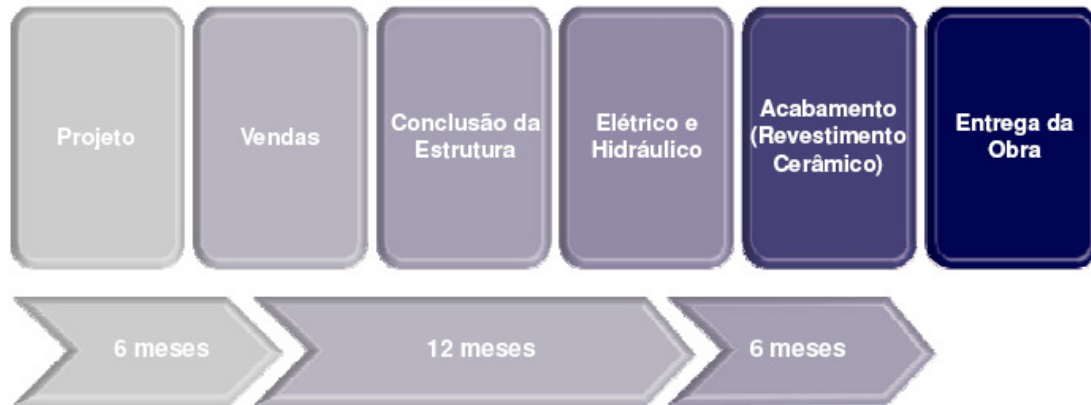 Projeto
Vendas
Conclusão da
Estrutura
Elétrico e
Hidráulico
Acabamento
(Revestimento
Cerâmico)
Entrega da
Obra
6 meses
12 meses
6 meses